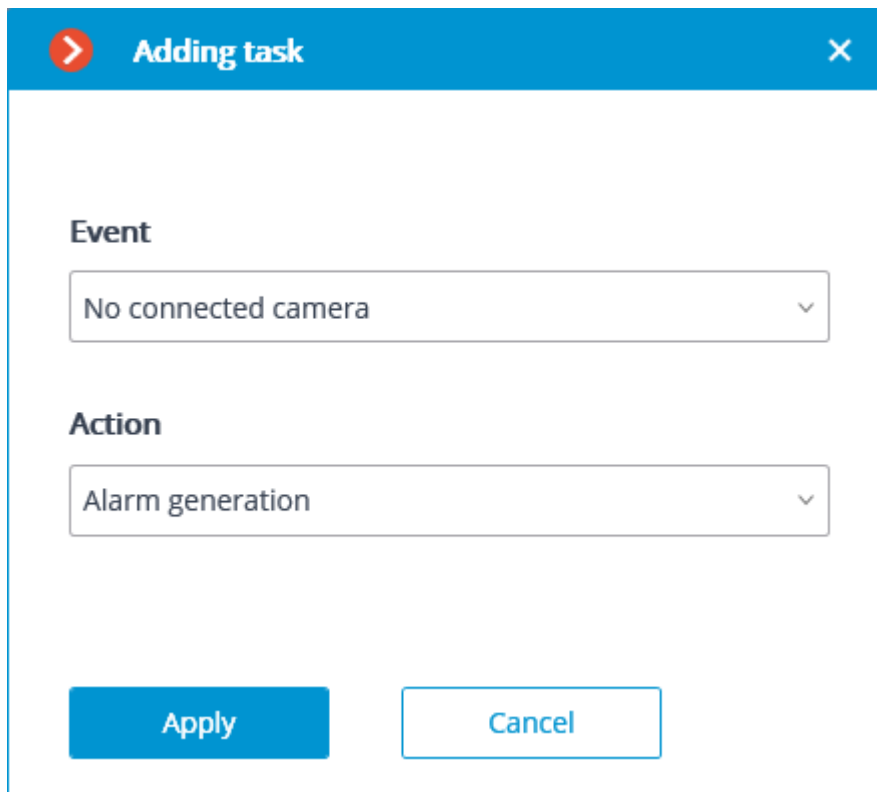 Adding task
Event
No connected camera
Action
Alarm generation
Apply
Cancel